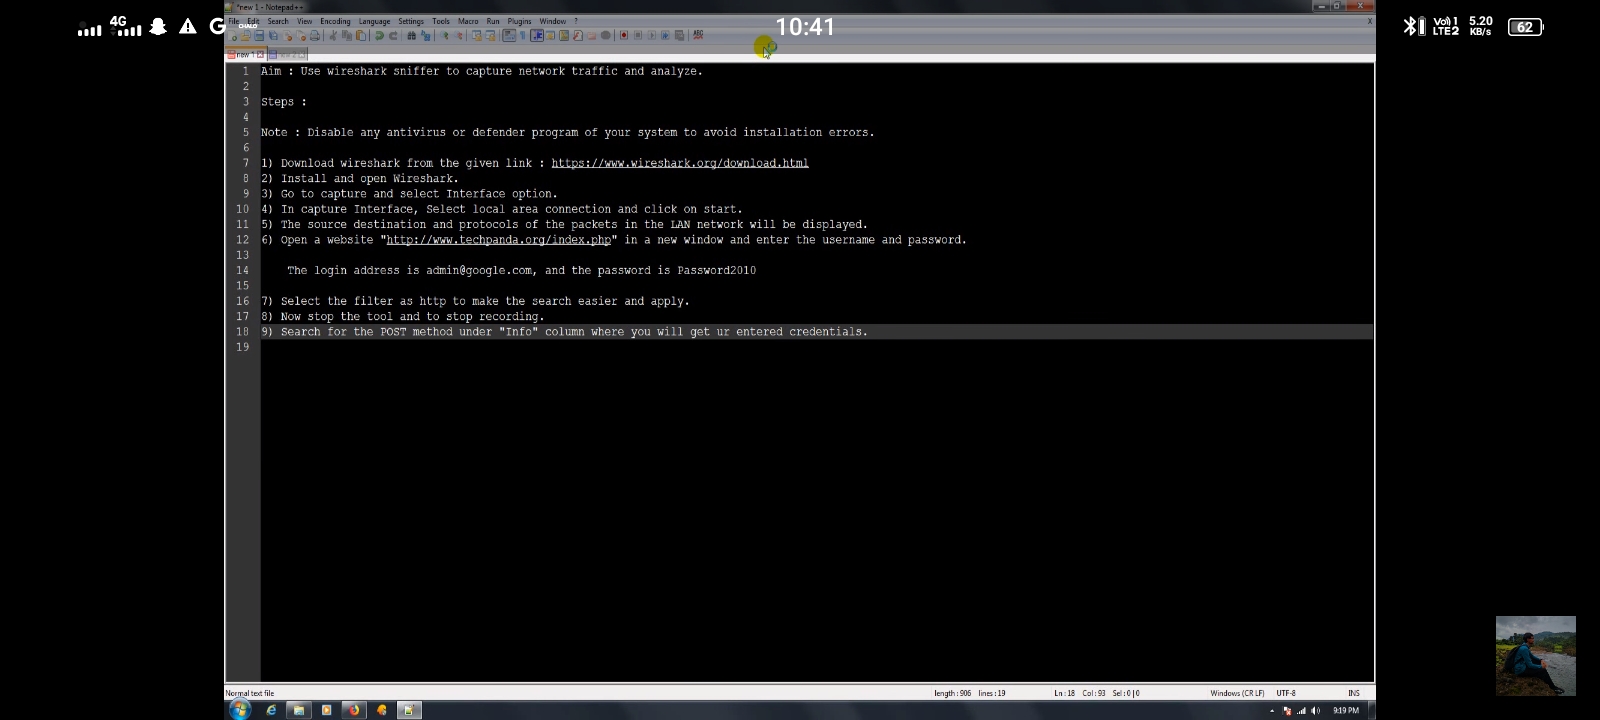 *new 1 - Notepad++
4G
10:41
Vo) 1
LTE2
5.20
KB/s
62
File Edit Search View Encoding Language Settings Tools Macro Run Plugins Window ?
X
new 1 new 2
1 Aim : Use wireshark sniffer to capture network traffic and analyze.
2
3 Steps :
4
5 Note : Disable any antivirus or defender program of your system to avoid installation errors.
6
7 1) Download wireshark from the given link : https://www.wireshark.org/download.html
8 2) Install and open Wireshark.
9 3) Go to capture and select Interface option.
10 4) In capture Interface, Select local area connection and click on start.
11 5) The source destination and protocols of the packets in the LAN network will be displayed.
12 6) Open a website "http://www.techpanda.org/index.php" in a new window and enter the username and password.
13
14 The login address is admin@google.com, and the password is Password2010
15
16 7) Select the filter as http to make the search easier and apply.
17 8) Now stop the tool and to stop recording.
18 9) Search for the POST method under "Info" column where you will get ur entered credentials.
19
Normal text file length : 906 lines : 19 Ln : 18 Col : 93 Sel : 0 | 0 Windows (CR LF) UTF-8 INS
9:19 PM